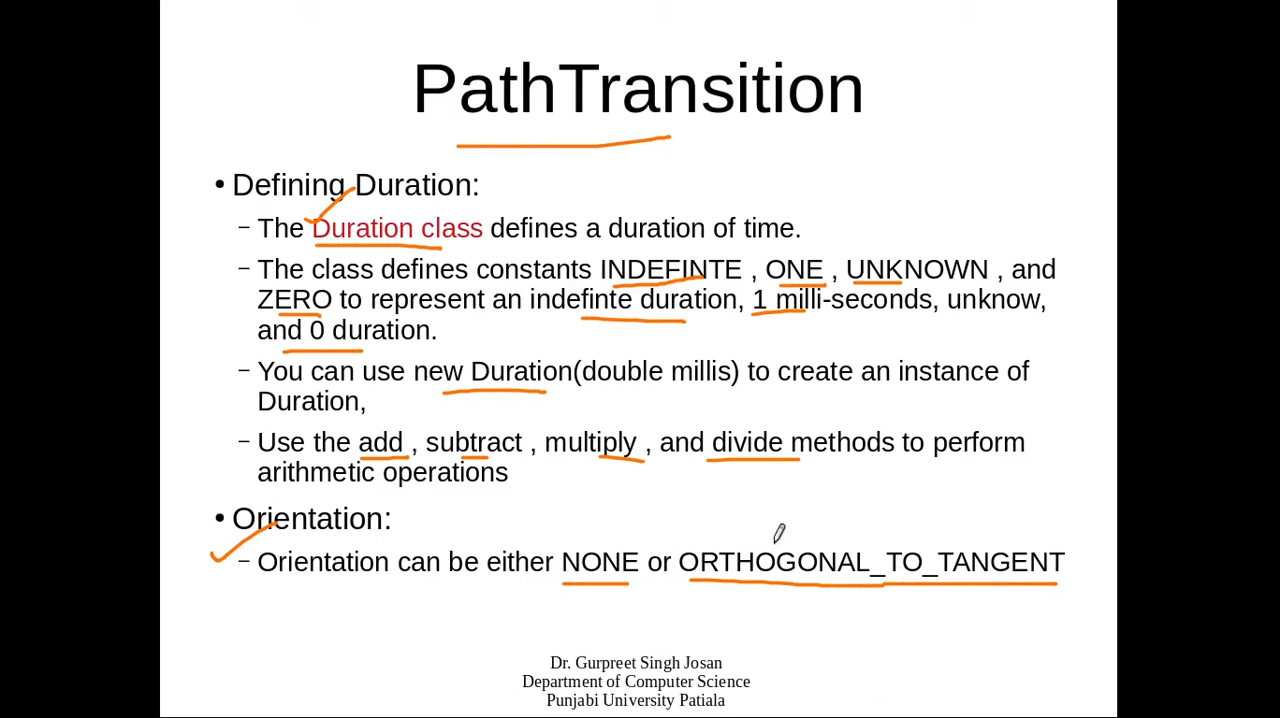 PathTransition
• Defining Duration:
– The Duration class defines a duration of time.
– The class defines constants INDEFINTE , ONE , UNKNOWN , and
ZERO to represent an indefinte duration, 1 milli-seconds, unknow,
and 0 duration.
– You can use new Duration(double millis) to create an instance of
Duration,
– Use the add , subtract , multiply , and divide methods to perform
arithmetic operations
• Orientation:
– Orientation can be either NONE or ORTHOGONAL_TO_TANGENT
Dr. Gurpreet Singh Josan
Department of Computer Science
Punjabi University Patiala